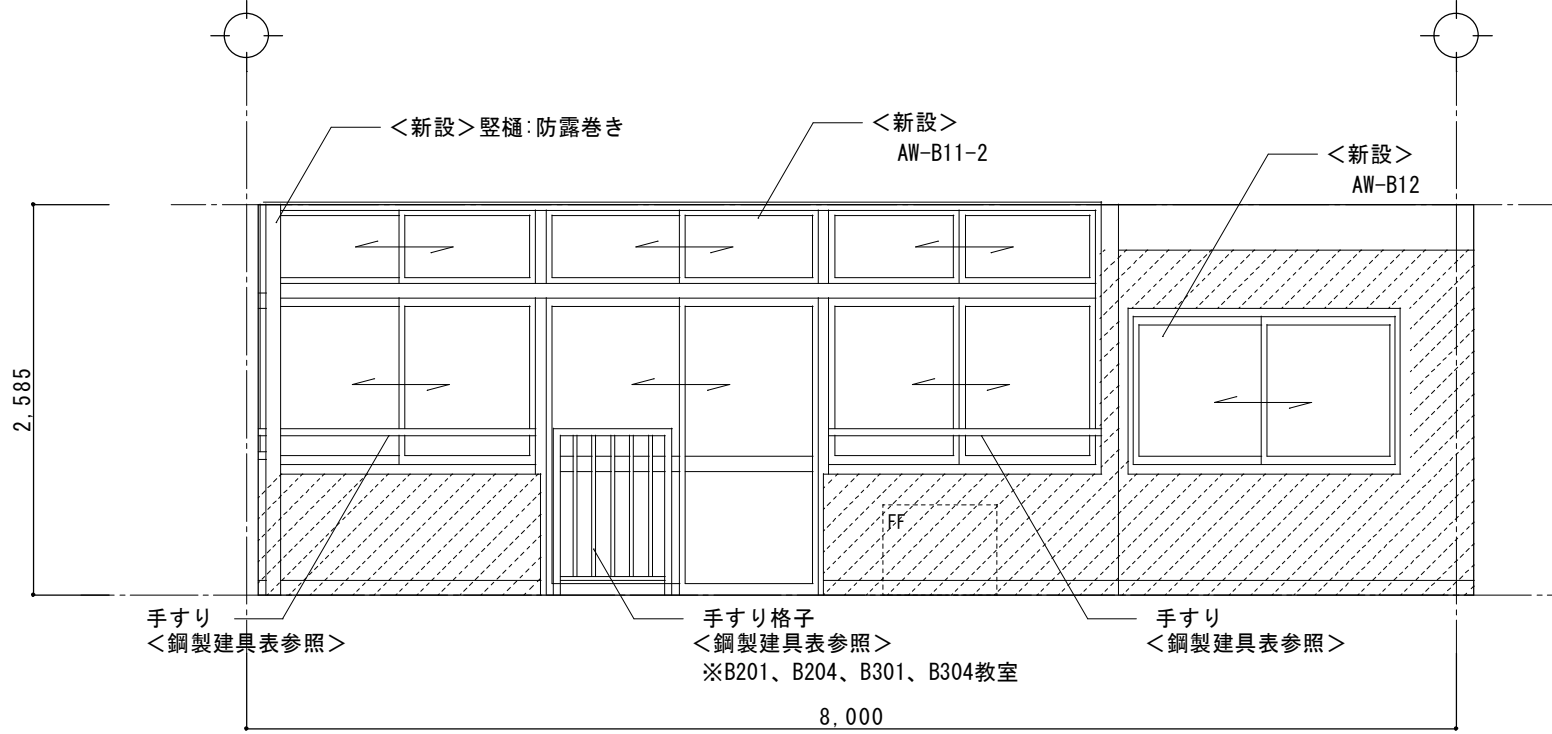 ＜新設＞竪樋:防露巻き
＜新設＞
AW-B11-2
＜新設＞
AW-B12
2,585
FF
手すり
＜鋼製建具表参照＞
手すり格子
＜鋼製建具表参照＞
※B201、B204、B301、B304教室
手すり
＜鋼製建具表参照＞
8,000